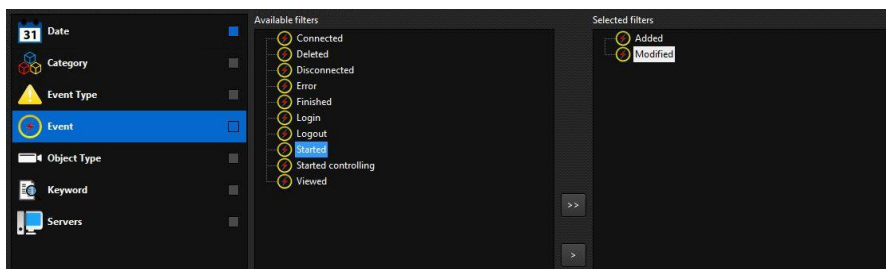 31
Date
Category
Event Type
Event
Object Type
Keyword
Servers
Available filters
Connected
Deleted
Disconnected
Error
Finished
Login
Logout
Started
Started controlling
Viewed
>>
>
Selected filters
Added
Modified